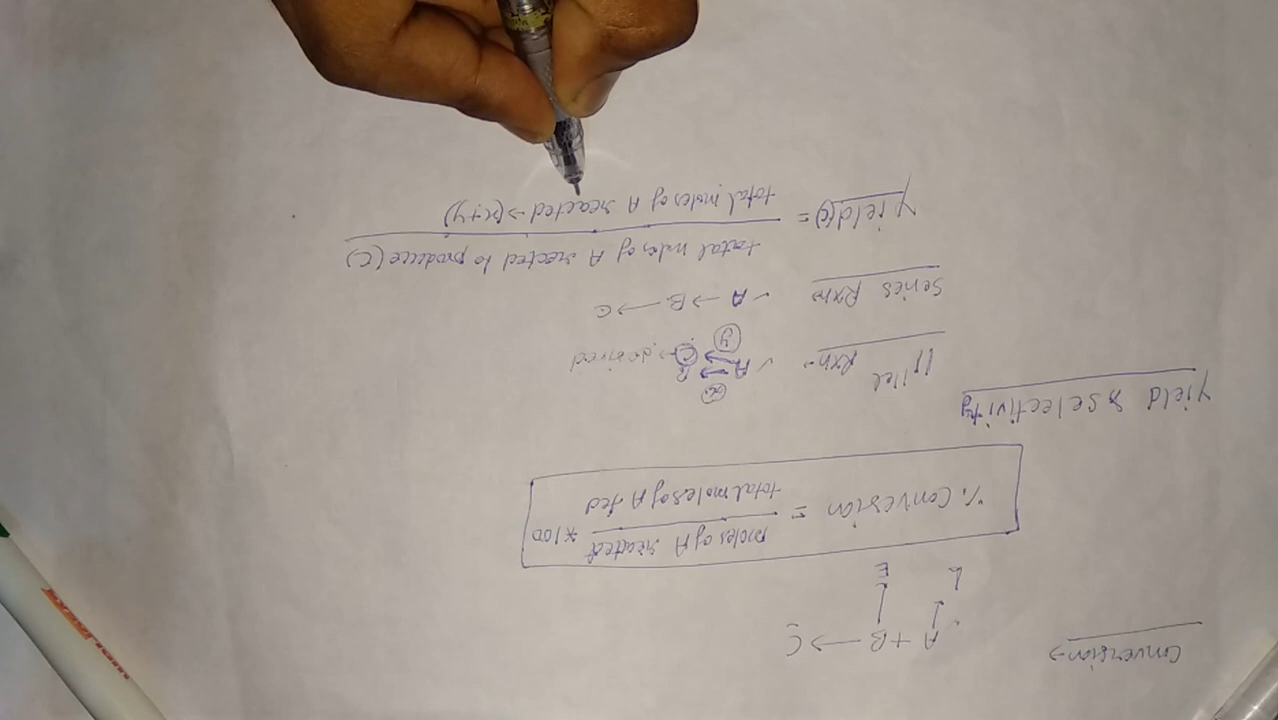 Conversion→
A + B → C
L E
% Conversion = moles of A reacted / total moles of A fed * 100
Yield & selectivity
||llel Rxn→ A → B (x)
A → C → desired (y)
Series Rxn→ A → B → C
Yield(c) = total moles of A reacted to produce (C) / total moles of A reacted → (x+y)